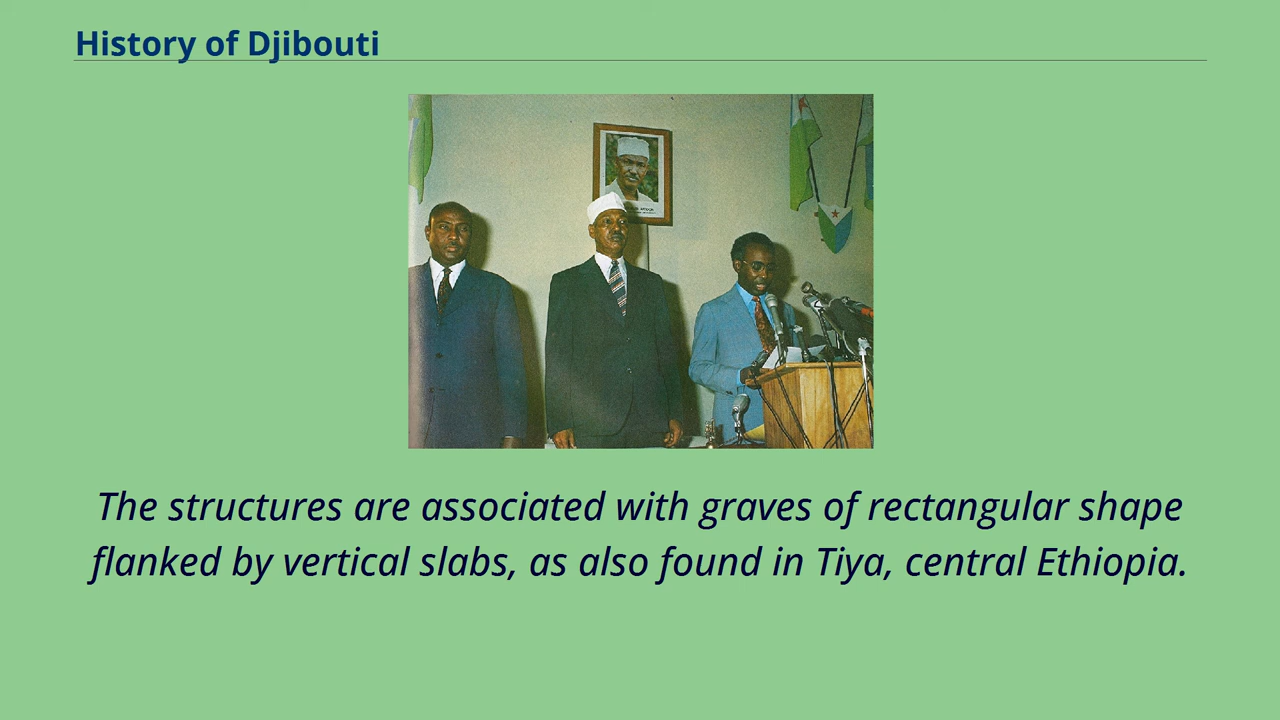 History of Djibouti
The structures are associated with graves of rectangular shape
flanked by vertical slabs, as also found in Tiya, central Ethiopia.